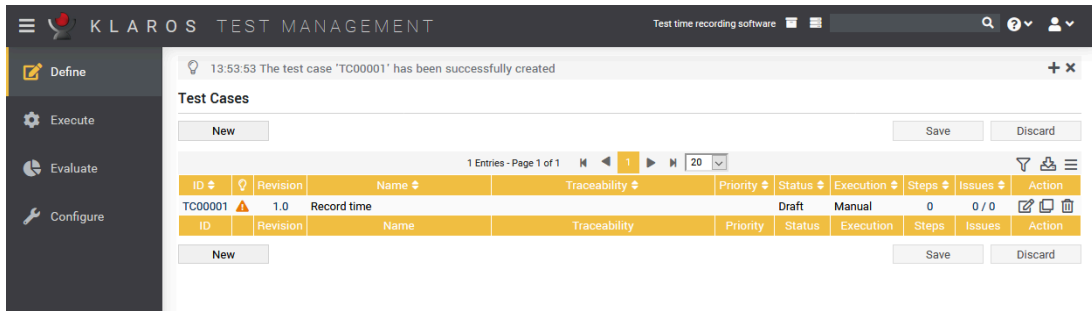 KLAROS TEST MANAGEMENT Test time recording software
Define
13:53:53 The test case 'TC00001' has been successfully created
Test Cases
Execute
New Save Discard
Evaluate
1 Entries - Page 1 of 1 1 20
ID Revision Name Traceability Priority Status Execution Steps Issues Action
TC00001 1.0 Record time Draft Manual 0 0 / 0
Configure
ID Revision Name Traceability Priority Status Execution Steps Issues Action
New Save Discard